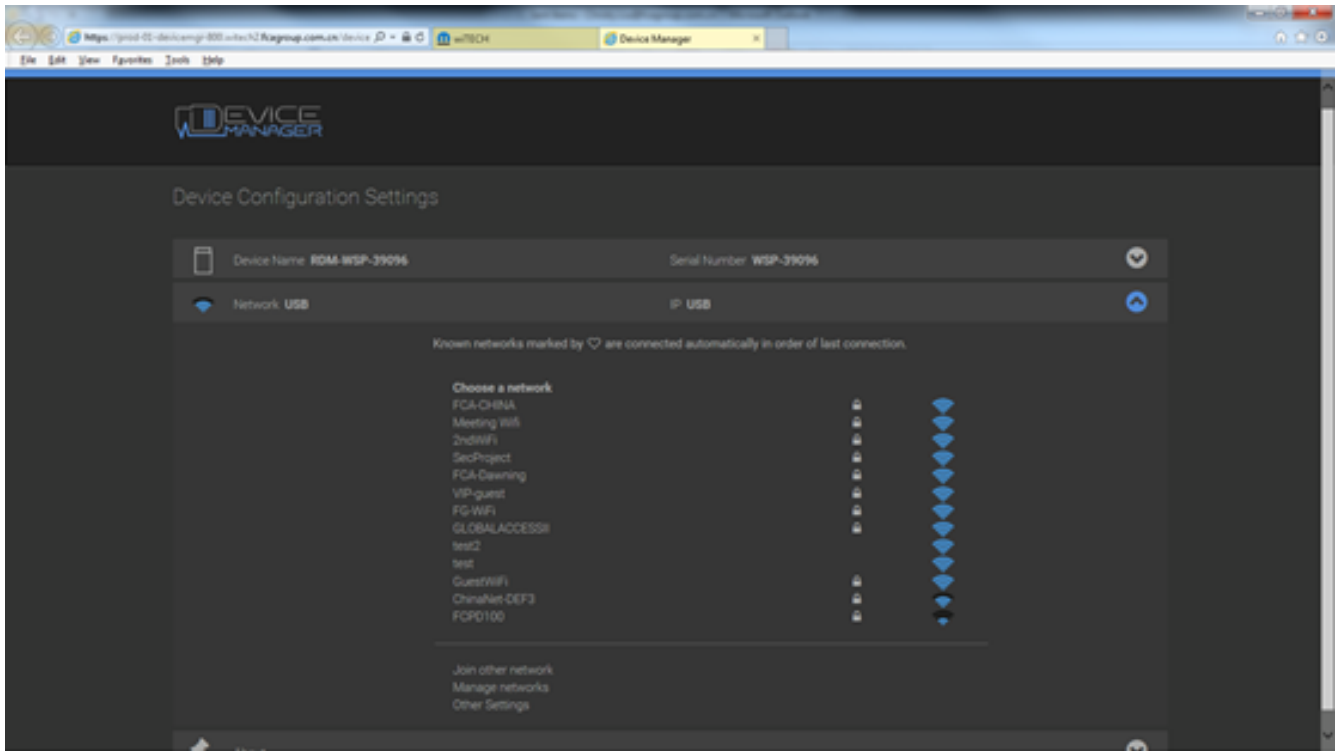 wiTECH
Device Manager
File Edit View Favorites Tools Help
DEVICE
MANAGER
Device Configuration Settings
Device Name RDM-WSP-39096 Serial Number WSP-39096
Network USB IP USB
Known networks marked by ♡ are connected automatically in order of last connection.
Choose a network
FCA-CHINA
Meeting Wifi
2ndWiFi
SecProject
FCA-Dawning
VIP-guest
FG-WiFi
GLOBALACCESSII
test2
test
GuestWiFi
ChinaNet-DEF3
FCPD100
Join other network
Manage networks
Other Settings